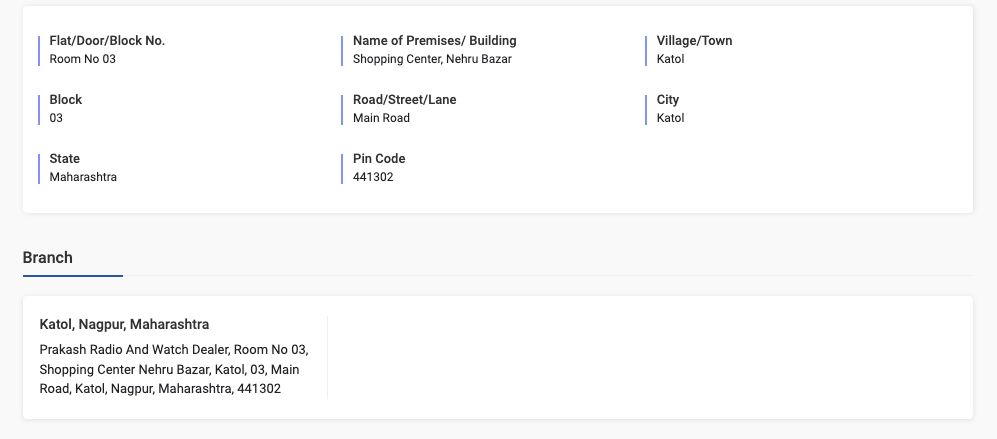 Flat/Door/Block No.
Room No 03
Name of Premises/ Building
Shopping Center, Nehru Bazar
Village/Town
Katol
Block
03
Road/Street/Lane
Main Road
City
Katol
State
Maharashtra
Pin Code
441302
Branch
Katol, Nagpur, Maharashtra
Prakash Radio And Watch Dealer, Room No 03,
Shopping Center Nehru Bazar, Katol, 03, Main
Road, Katol, Nagpur, Maharashtra, 441302